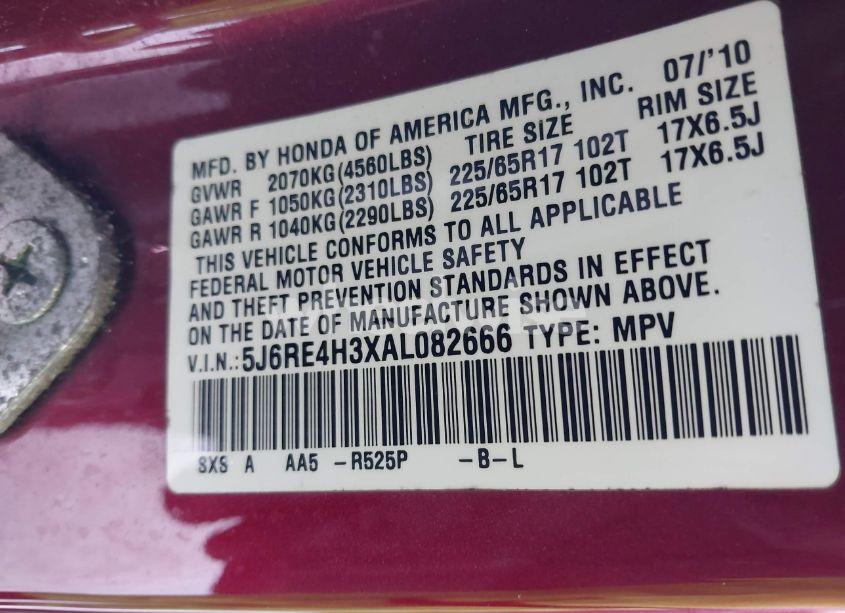 MFD. BY HONDA OF AMERICA MFG., INC. 07/'10
GVWR 2070KG(4560LBS) TIRE SIZE RIM SIZE
GAWR F 1050KG(2310LBS) 225/65R17 102T 17X6.5J
GAWR R 1040KG(2290LBS) 225/65R17 102T 17X6.5J
THIS VEHICLE CONFORMS TO ALL APPLICABLE
FEDERAL MOTOR VEHICLE SAFETY
AND THEFT PREVENTION STANDARDS IN EFFECT
ON THE DATE OF MANUFACTURE SHOWN ABOVE.
V.I.N.: 5J6RE4H3XAL082666 TYPE: MPV
SXS A AA5 -R525P -B-L